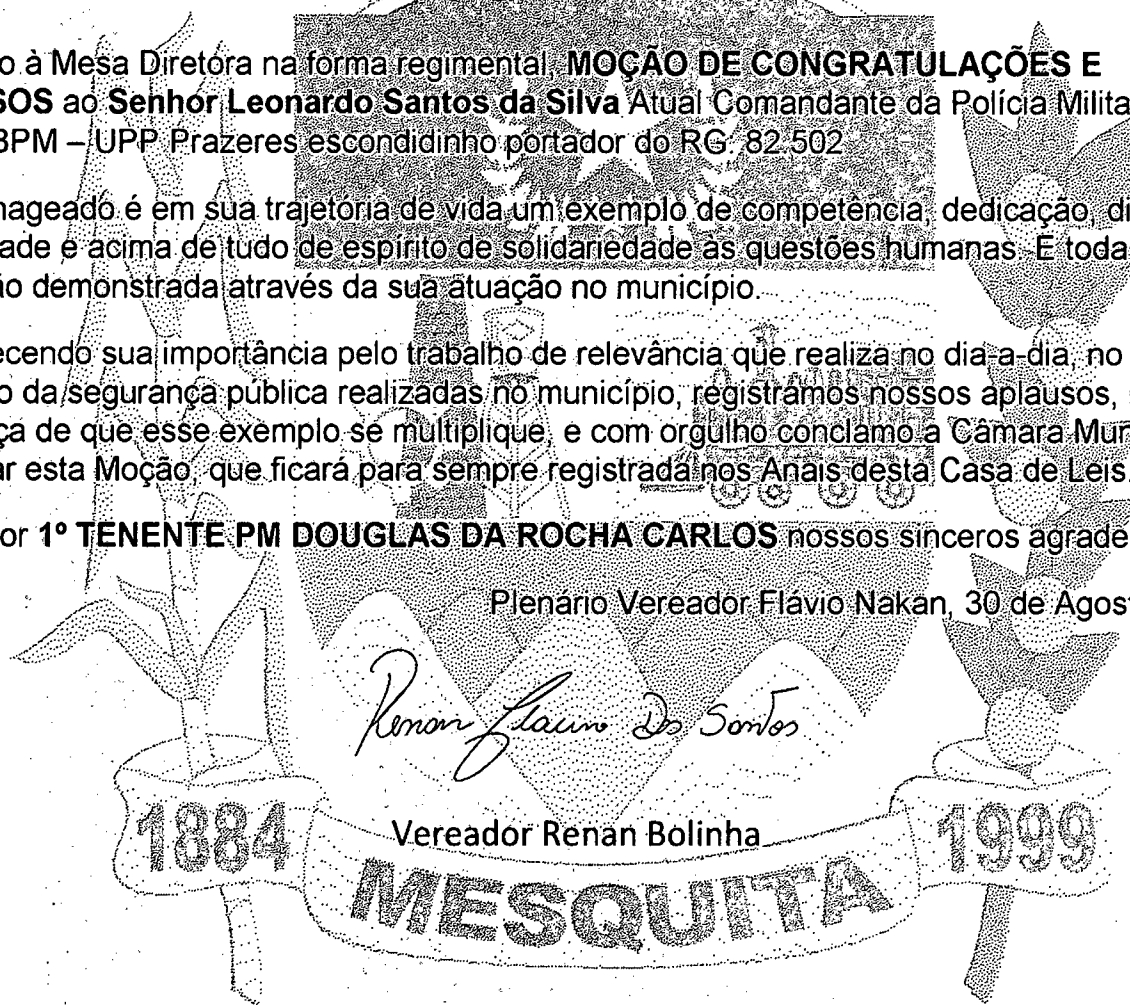 o à Mesa Diretora na forma regimental, MOÇÃO DE CONGRATULAÇÕES E
SOS ao Senhor Leonardo Santos da Silva Atual Comandante da Polícia Milita
BPM – UPP Prazeres escondidinho portador do RG. 82.502
nageado é em sua trajetoria de vida um exemplo de competência, dedicação, di
ade e acima de tudo de espírito de solidariedade às questões humanas. E toda
ão demonstrada através da sua atuação no município.
ecendo sua importância pelo trabalho de relevância que realiza no dia-a-dia, no
o da segurança pública realizadas no município, registrámos nossos aplausos,
ça de que esse exemplo se multiplique, e com orgulho conclamo a Câmara Mun
ar esta Moção, que ficará para sempre registrada nos Anais desta Casa de Leis.
or 1º TENENTE PM DOUGLAS DA ROCHA CARLOS nossos sinceros agrade
Plenário Vereador Flávio Nakan, 30 de Agos
Renan Dos Santos
Vereador Renan Bolinha
1884
1999
MESQUITA